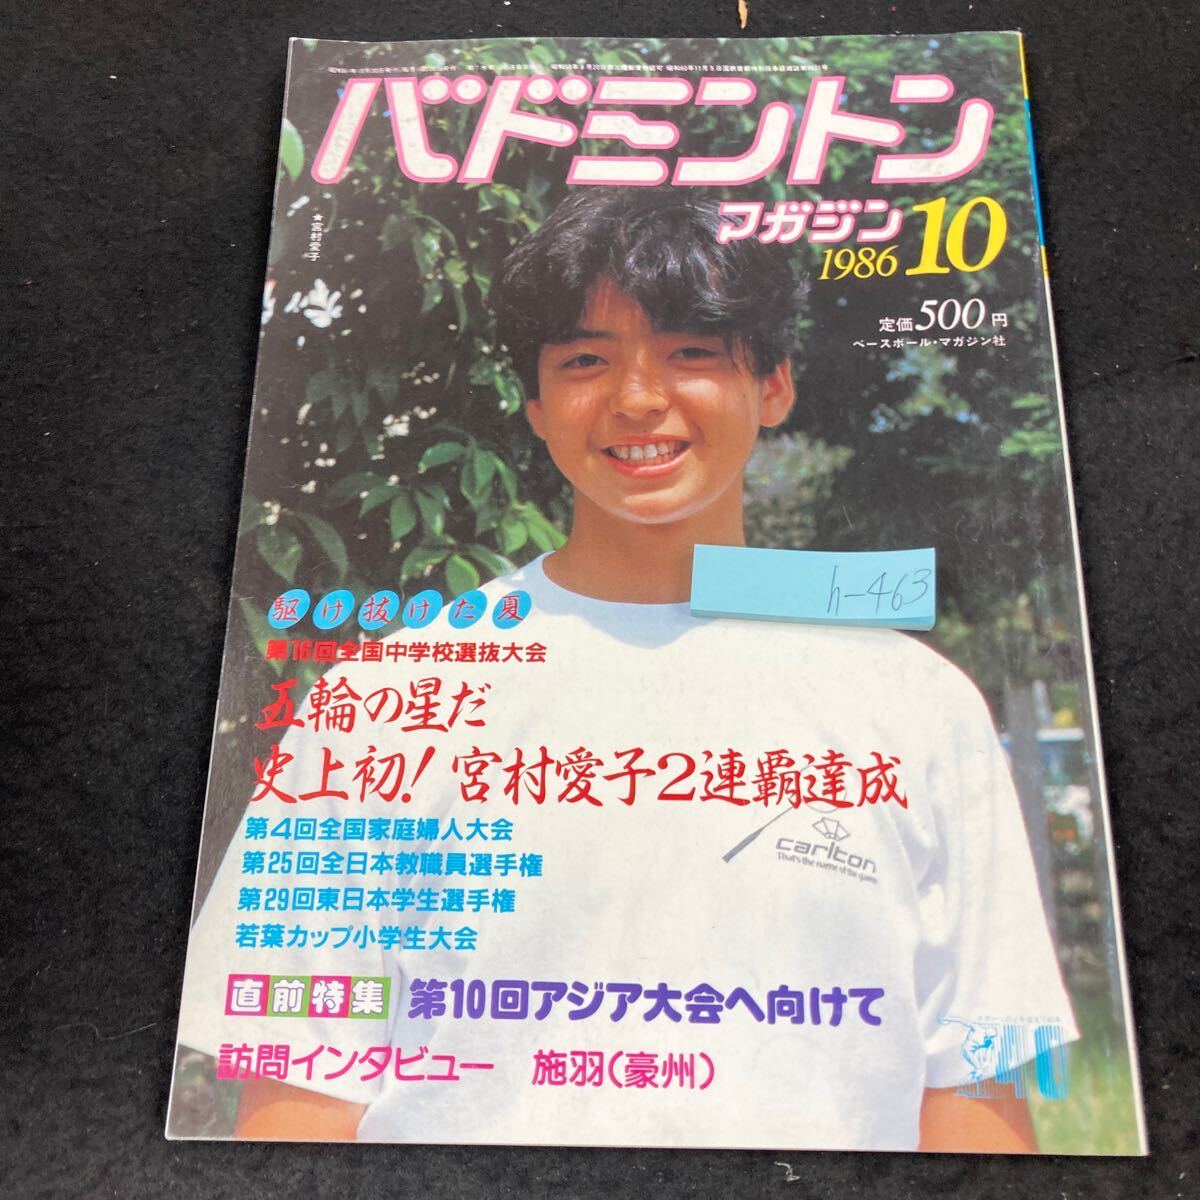 バドミントン
マガジン
1986 10
定価500円
ベースボール・マガジン社
★宮村愛子
h-463
駆け抜けた夏
第16回全国中学校選抜大会
五輪の星だ
史上初！宮村愛子2連覇達成
第4回全国家庭婦人大会
第25回全日本教職員選手権
第29回東日本学生選手権
若葉カップ小学生大会
carlton
That's the name of the game
直前特集 第10回アジア大会へ向けて
訪問インタビュー 施羽（豪州）
40